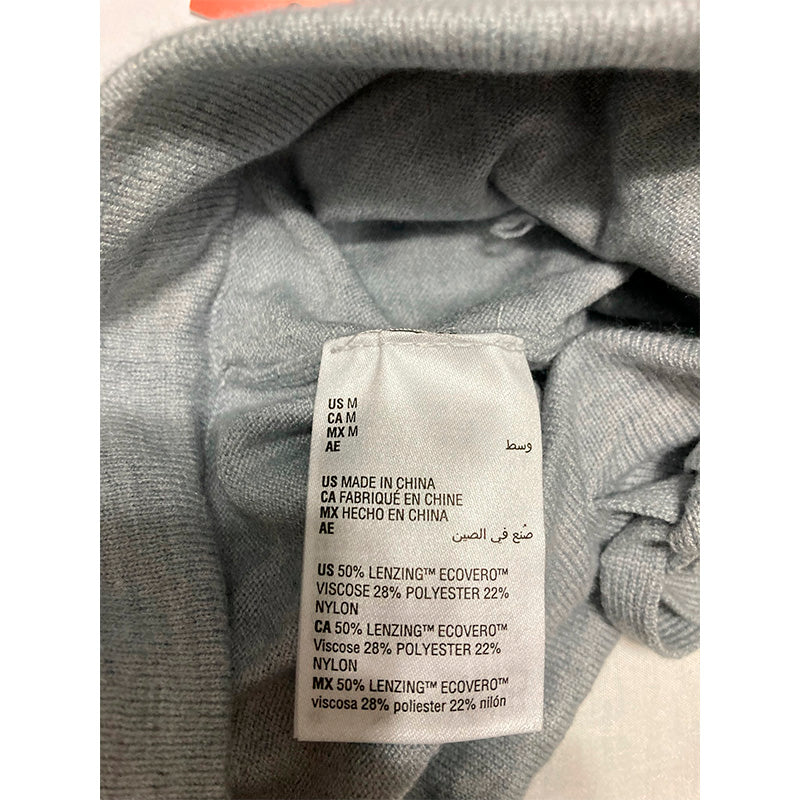 US M
CA M
MX M
AE وسط
US MADE IN CHINA
CA FABRIQUÉ EN CHINE
MX HECHO EN CHINA
AE صُنع في الصين
US 50% LENZING™ ECOVERO™
VISCOSE 28% POLYESTER 22%
NYLON
CA 50% LENZING™ ECOVERO™
Viscose 28% POLYESTER 22%
NYLON
MX 50% LENZING™ ECOVERO™
viscosa 28% poliester 22% nilón